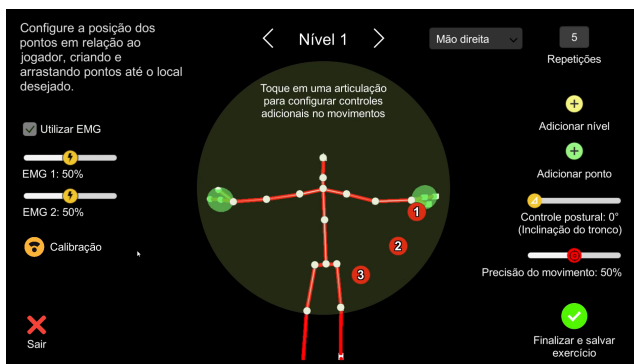 Configure a posição dos
pontos em relação ao
jogador, criando e
arrastando pontos até o local
desejado.
Utilizar EMG
EMG 1: 50%
EMG 2: 50%
Calibração
Sair
Nível 1
Toque em uma articulação
para configurar controles
adicionais no movimentos
1
2
3
Mão direita
5
Repetições
Adicionar nível
Adicionar ponto
Controle postural: 0°
(Inclinação do tronco)
Precisão do movimento: 50%
Finalizar e salvar
exercício